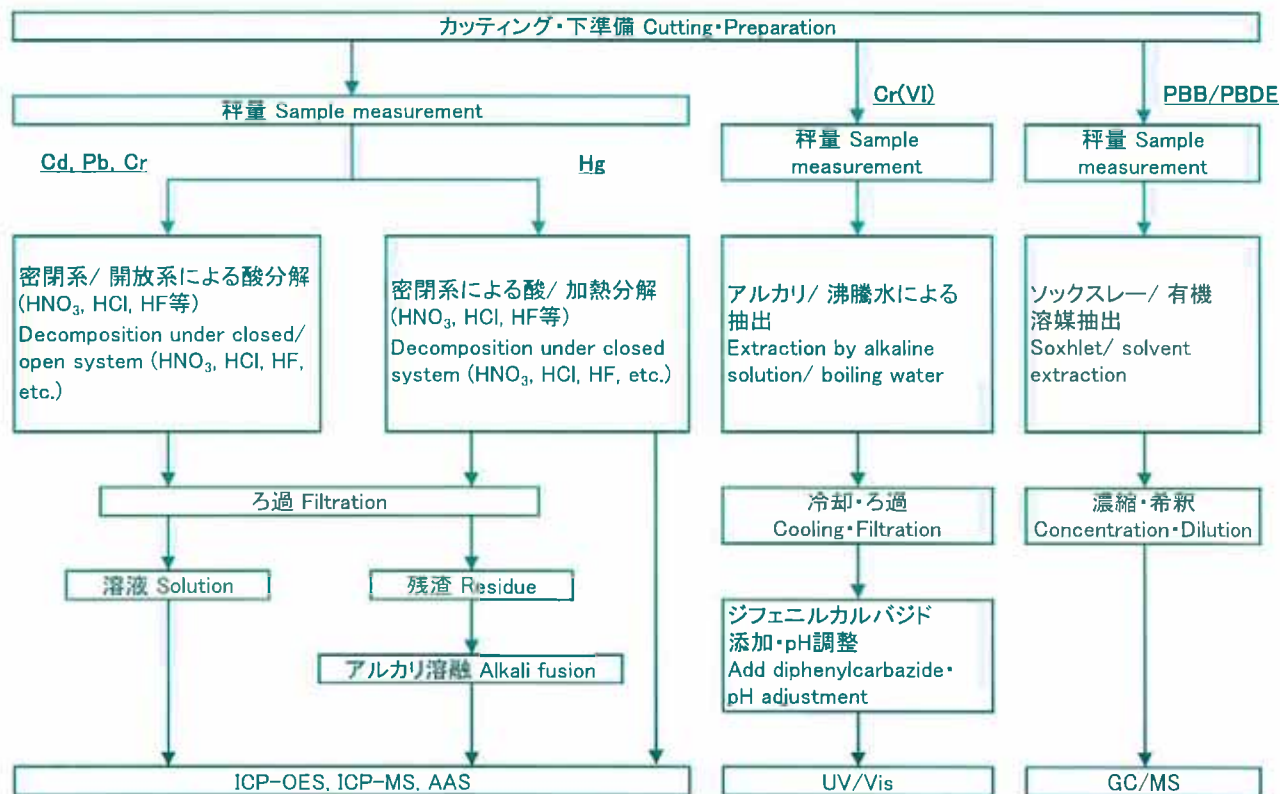 カッティング・下準備 Cutting・Preparation
秤量 Sample measurement
Cd, Pb, Cr
Hg
密閉系/ 開放系による酸分解
(HNO₃, HCl, HF等)
Decomposition under closed/
open system (HNO₃, HCl, HF,
etc.)
密閉系による酸/ 加熱分解
(HNO₃, HCl, HF等)
Decomposition under closed
system (HNO₃, HCl, HF, etc.)
ろ過 Filtration
溶液 Solution
残渣 Residue
アルカリ溶融 Alkali fusion
ICP-OES, ICP-MS, AAS
Cr(VI)
秤量 Sample
measurement
アルカリ/ 沸騰水による
抽出
Extraction by alkaline
solution/ boiling water
冷却・ろ過
Cooling・Filtration
ジフェニルカルバジド
添加・pH調整
Add diphenylcarbazide・
pH adjustment
UV/Vis
PBB/PBDE
秤量 Sample
measurement
ソックスレー/ 有機
溶媒抽出
Soxhlet/ solvent
extraction
濃縮・希釈
Concentration・Dilution
GC/MS